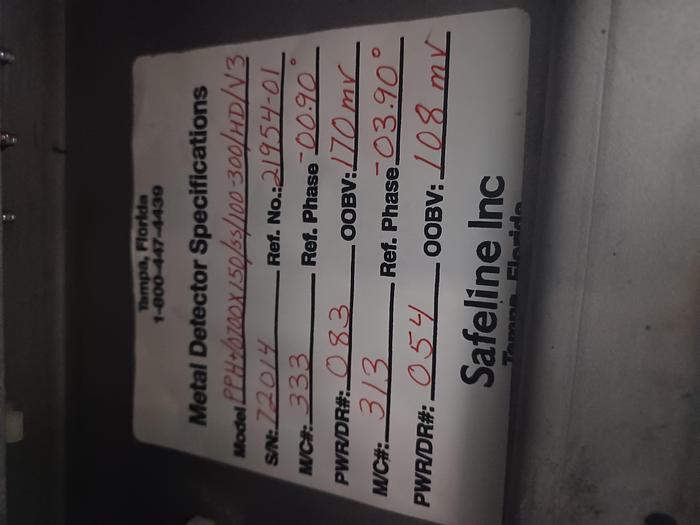 Tampa, Florida
1-800-447-4439
Metal Detector Specifications
Model PPH+/0700X150/SS/100-300/HD/V3
S/N: 72014 Ref. No.: 21954-01
M/C#: 333 Ref. Phase -00.90°
PWR/DR#: 083 OOBV: 170 mV
M/C#: 313 Ref. Phase -03.90°
PWR/DR#: 054 OOBV: 108 mV
Safeline Inc
Tampa, Florida